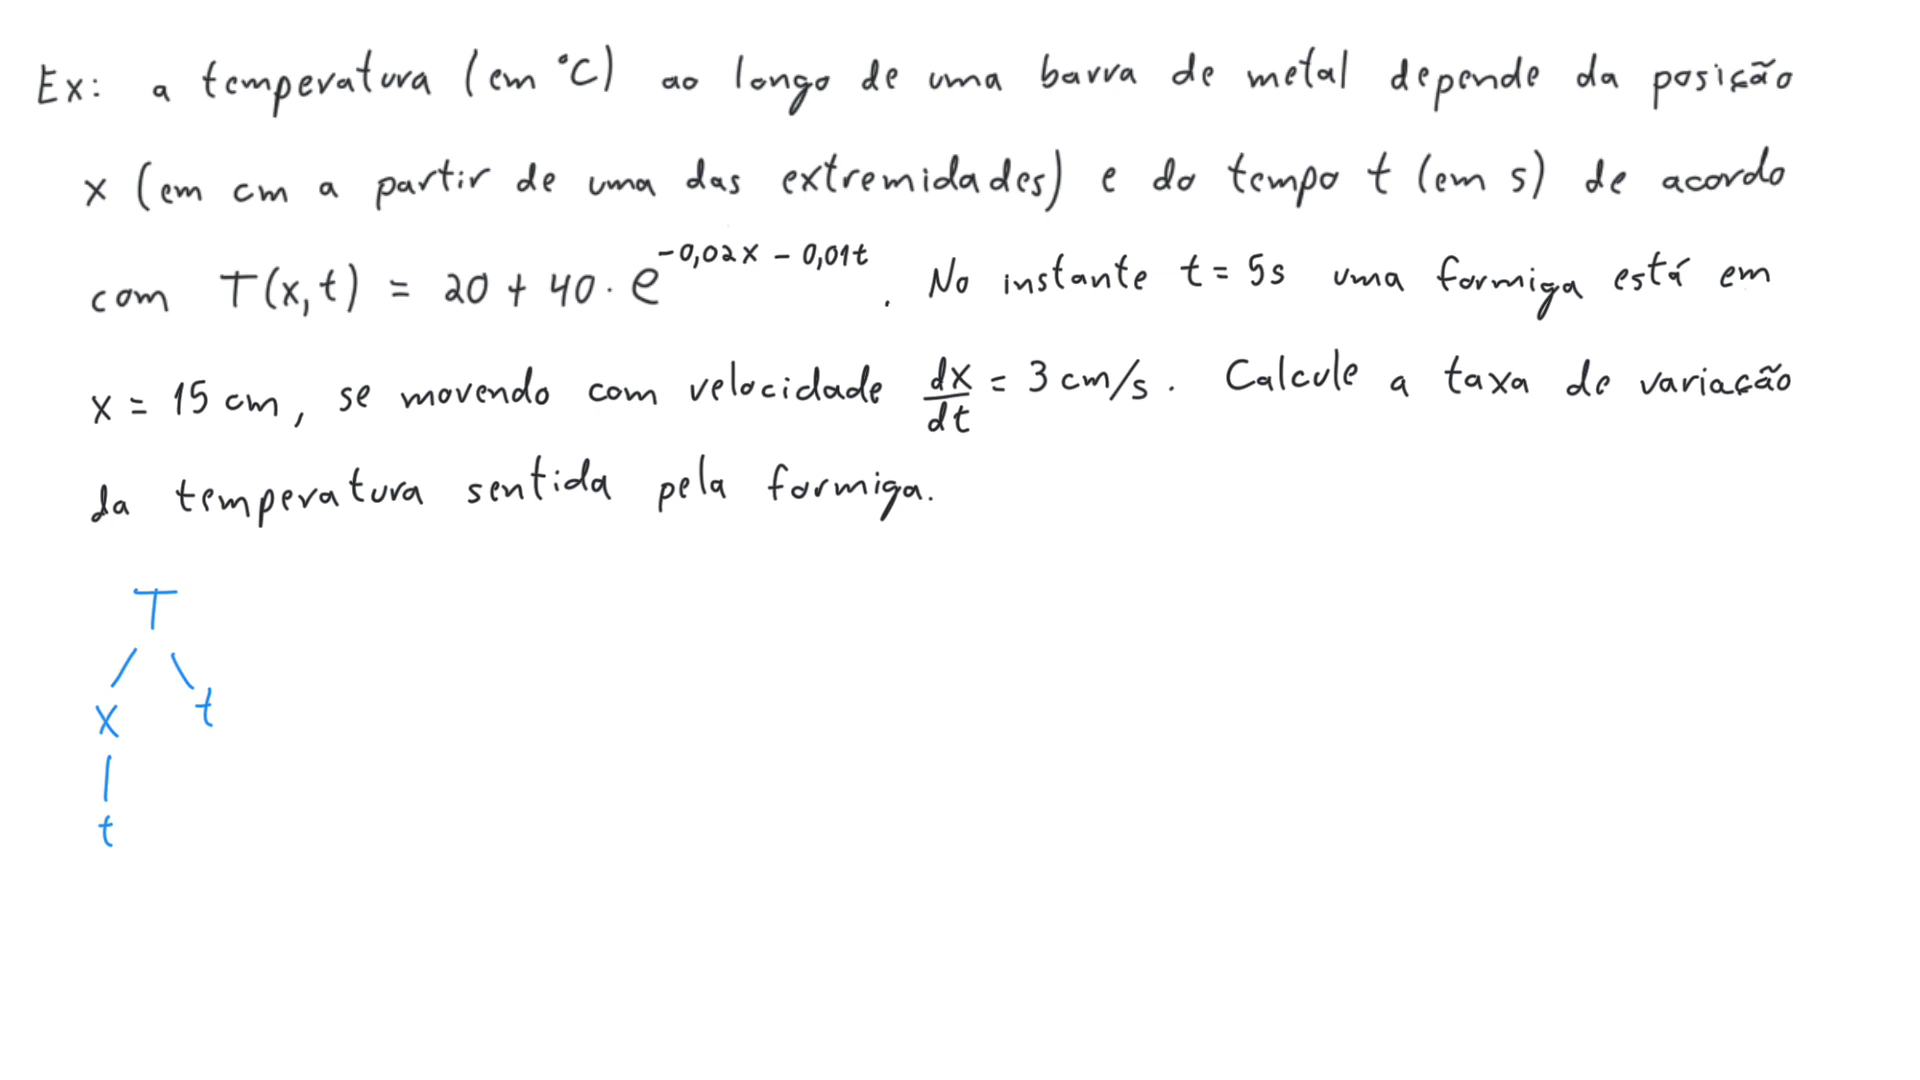 Ex: a temperatura (em °C) ao longo de uma barra de metal depende da posição
x (em cm a partir de uma das extremidades) e do tempo t (em s) de acordo
com T(x,t) = 20 + 40 · e^{-0,02x - 0,01t}. No instante t = 5s uma formiga está em
x = 15 cm, se movendo com velocidade dx/dt = 3 cm/s. Calcule a taxa de variação
da temperatura sentida pela formiga.
T
x t
t